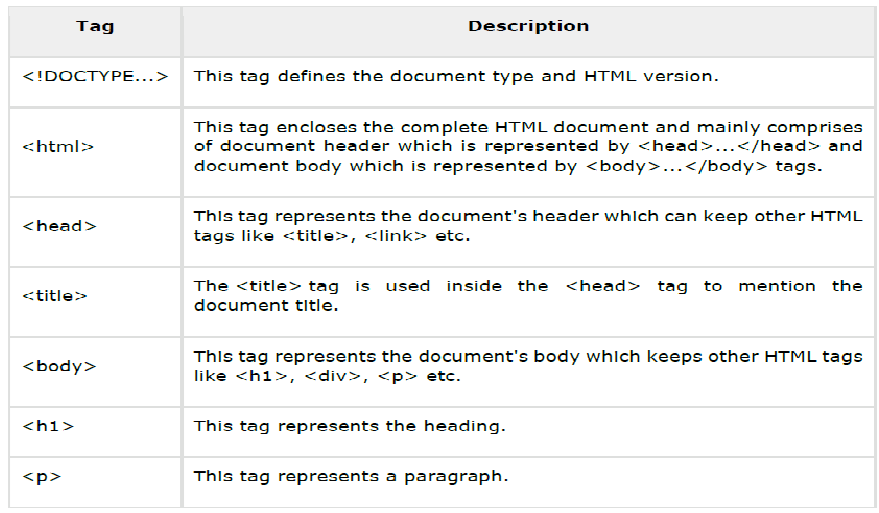 Tag Description
<!DOCTYPE...> This tag defines the document type and HTML version.
<html> This tag encloses the complete HTML document and mainly comprises
of document header which is represented by <head>...</head> and
document body which is represented by <body>...</body> tags.
<head> This tag represents the document's header which can keep other HTML
tags like <title>, <link> etc.
<title> The <title> tag is used inside the <head> tag to mention the
document title.
<body> This tag represents the document's body which keeps other HTML tags
like <h1>, <div>, <p> etc.
<h1> This tag represents the heading.
<p> This tag represents a paragraph.